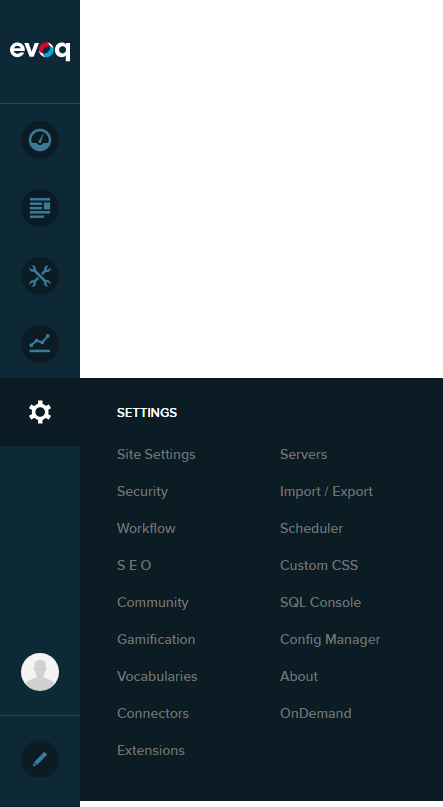 evoq
SETTINGS
Site Settings
Security
Workflow
S E O
Community
Gamification
Vocabularies
Connectors
Extensions
Servers
Import / Export
Scheduler
Custom CSS
SQL Console
Config Manager
About
OnDemand